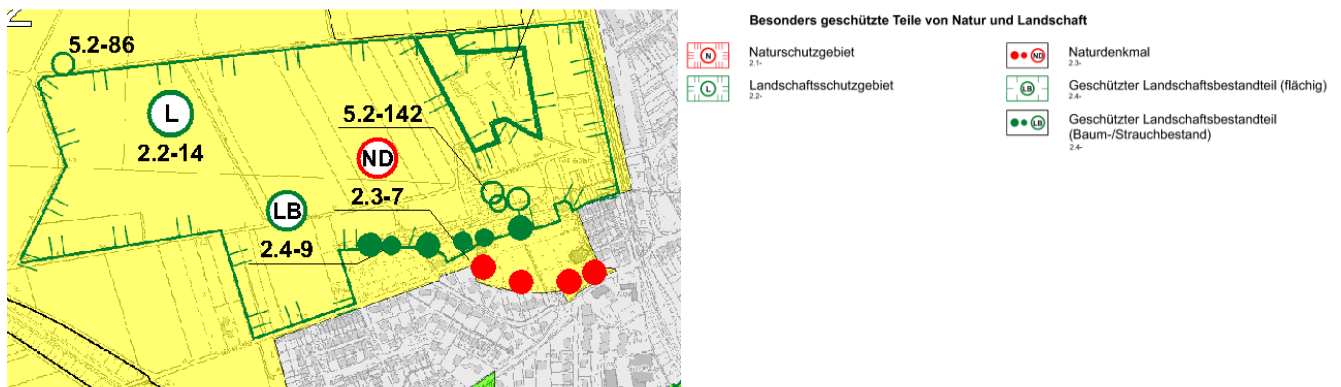 2
5.2-86
L
2.2-14
5.2-142
ND
2.3-7
LB
2.4-9
Besonders geschützte Teile von Natur und Landschaft
N
Naturschutzgebiet
2.1-
L
Landschaftsschutzgebiet
2.2-
ND
Naturdenkmal
2.3-
LB
Geschützter Landschaftsbestandteil (flächig)
2.4-
LB
Geschützter Landschaftsbestandteil
(Baum-/Strauchbestand)
2.4-